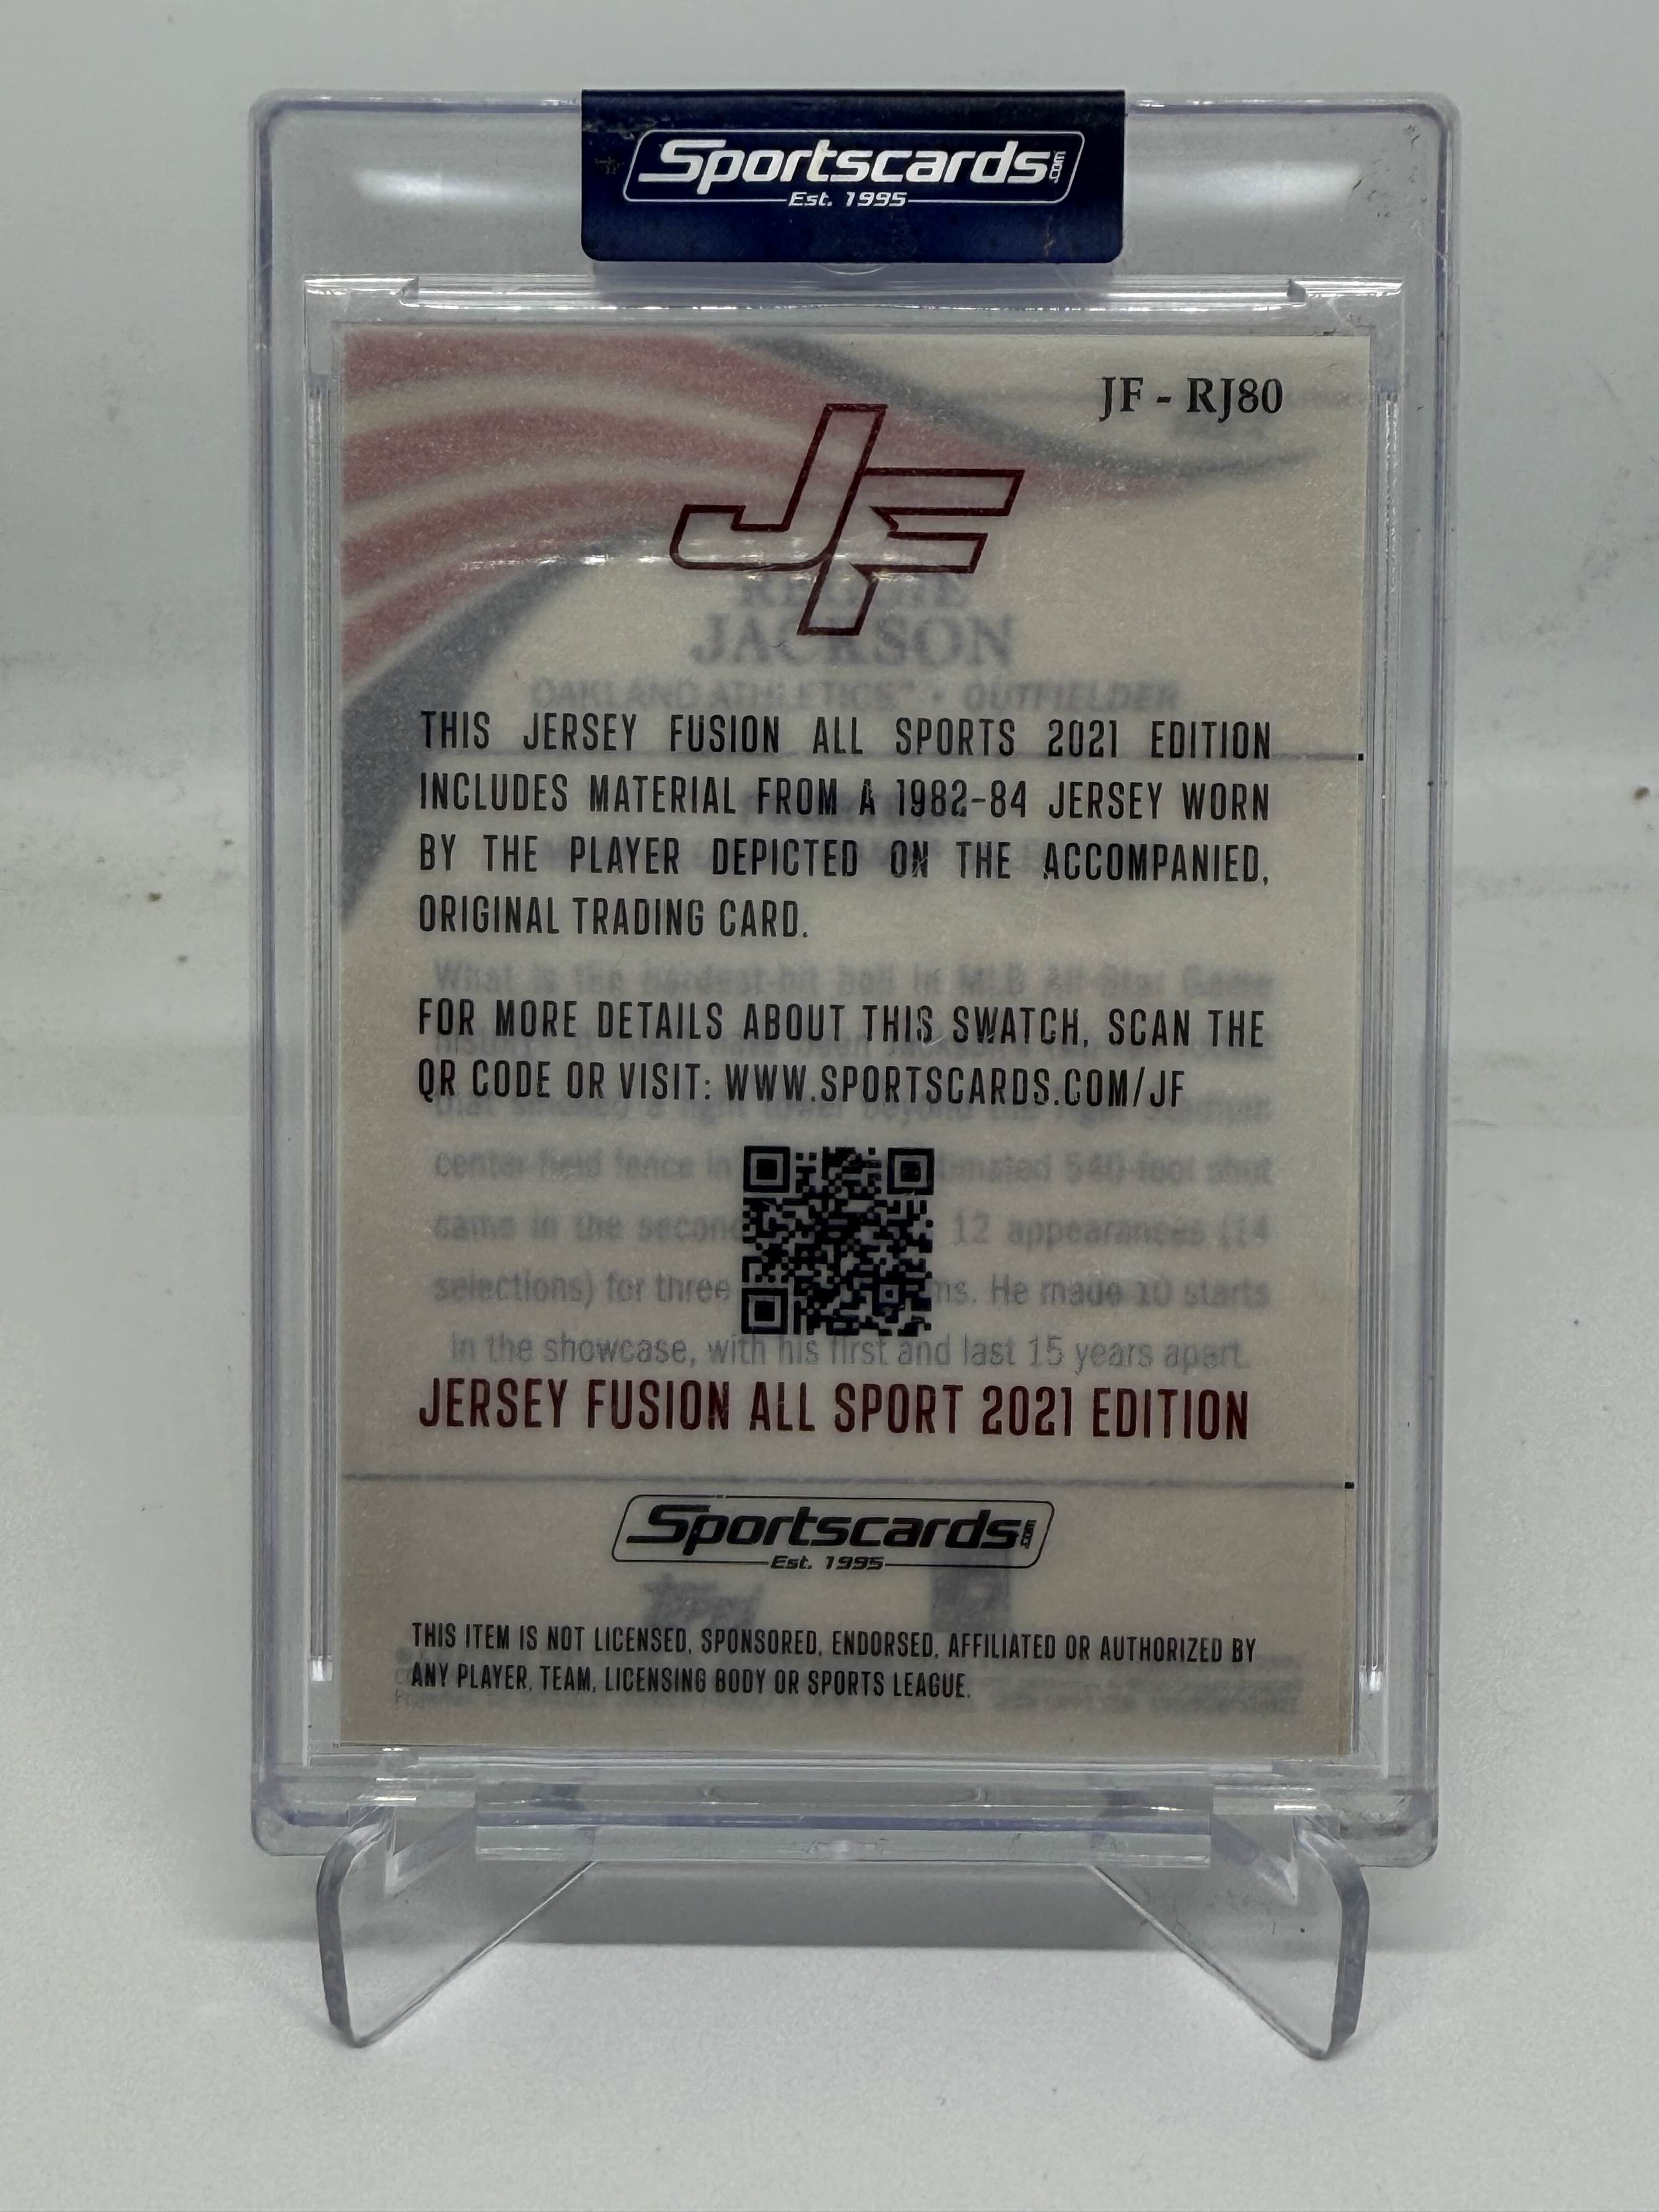 Sportscards.com
Est. 1995
JF - RJ80
JF
REGGIE
JACKSON
OAKLAND ATHLETICS™ • OUTFIELDER
THIS JERSEY FUSION ALL SPORTS 2021 EDITION
INCLUDES MATERIAL FROM A 1982-84 JERSEY WORN
BY THE PLAYER DEPICTED ON THE ACCOMPANIED,
ORIGINAL TRADING CARD.
What is the hardest-hit ball in MLB All-Star Game
FOR MORE DETAILS ABOUT THIS SWATCH, SCAN THE
QR CODE OR VISIT: WWW.SPORTSCARDS.COM/JF
center-field fence in 540-foot shot
came in the second 12 appearances (14
selections) for three He made 10 starts
in the showcase, with his first and last 15 years apart.
JERSEY FUSION ALL SPORT 2021 EDITION
Sportscards.com
Est. 1995
Topps
THIS ITEM IS NOT LICENSED, SPONSORED, ENDORSED, AFFILIATED OR AUTHORIZED BY
ANY PLAYER, TEAM, LICENSING BODY OR SPORTS LEAGUE.